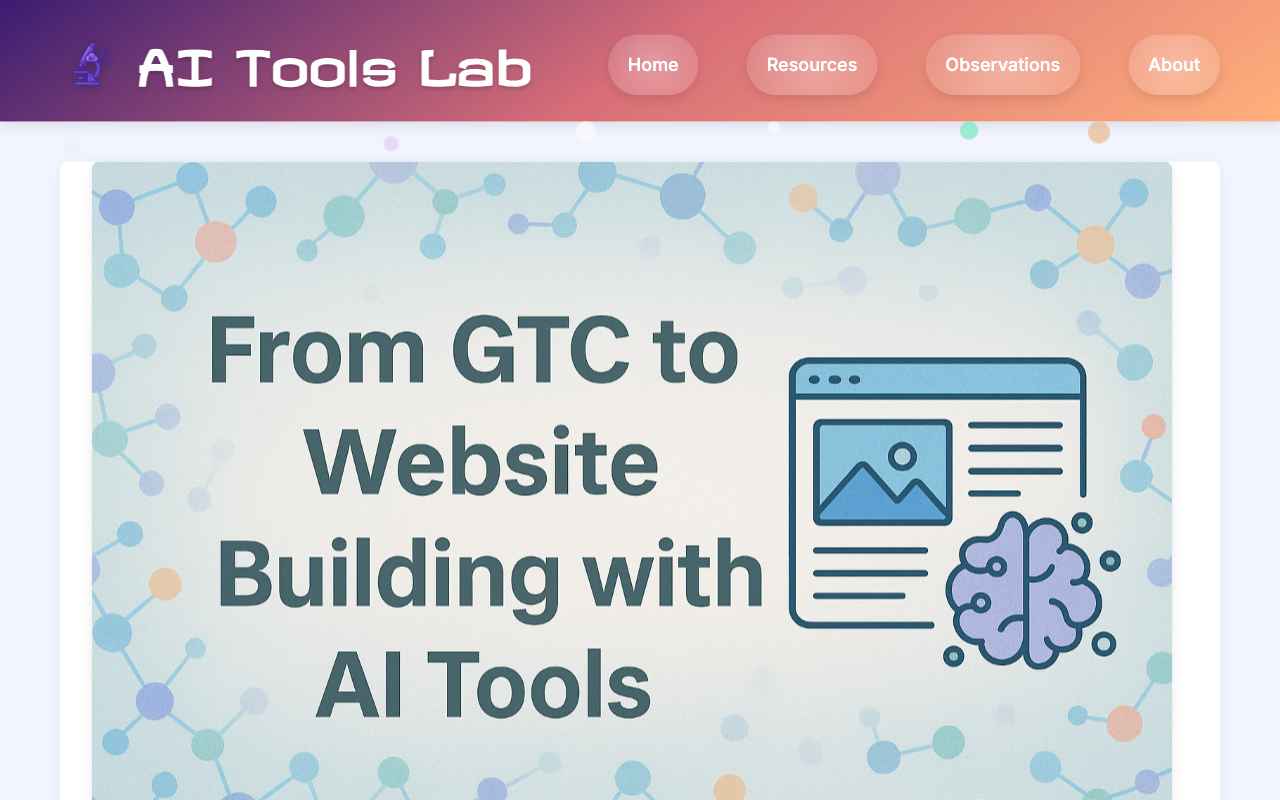 AI Tools Lab
Home
Resources
Observations
About
From GTC to
Website
Building with
AI Tools